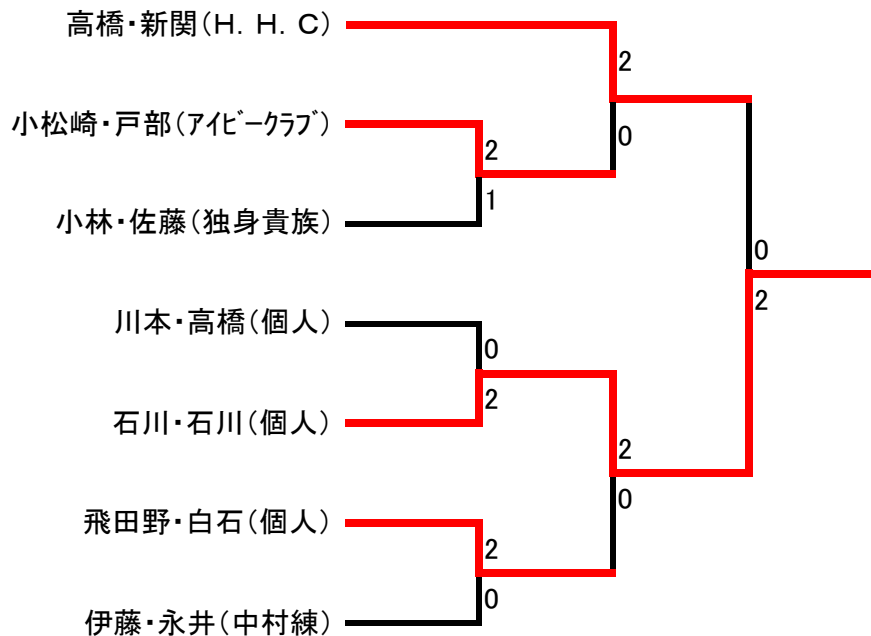 高橋・新関(H．H．C)
2
小松崎・戸部(ｱｲﾋﾞｰｸﾗﾌﾞ)
0
2
1
小林・佐藤(独身貴族)
0
2
川本・高橋(個人)
0
2
石川・石川(個人)
2
0
飛田野・白石(個人)
2
0
伊藤・永井(中村練)